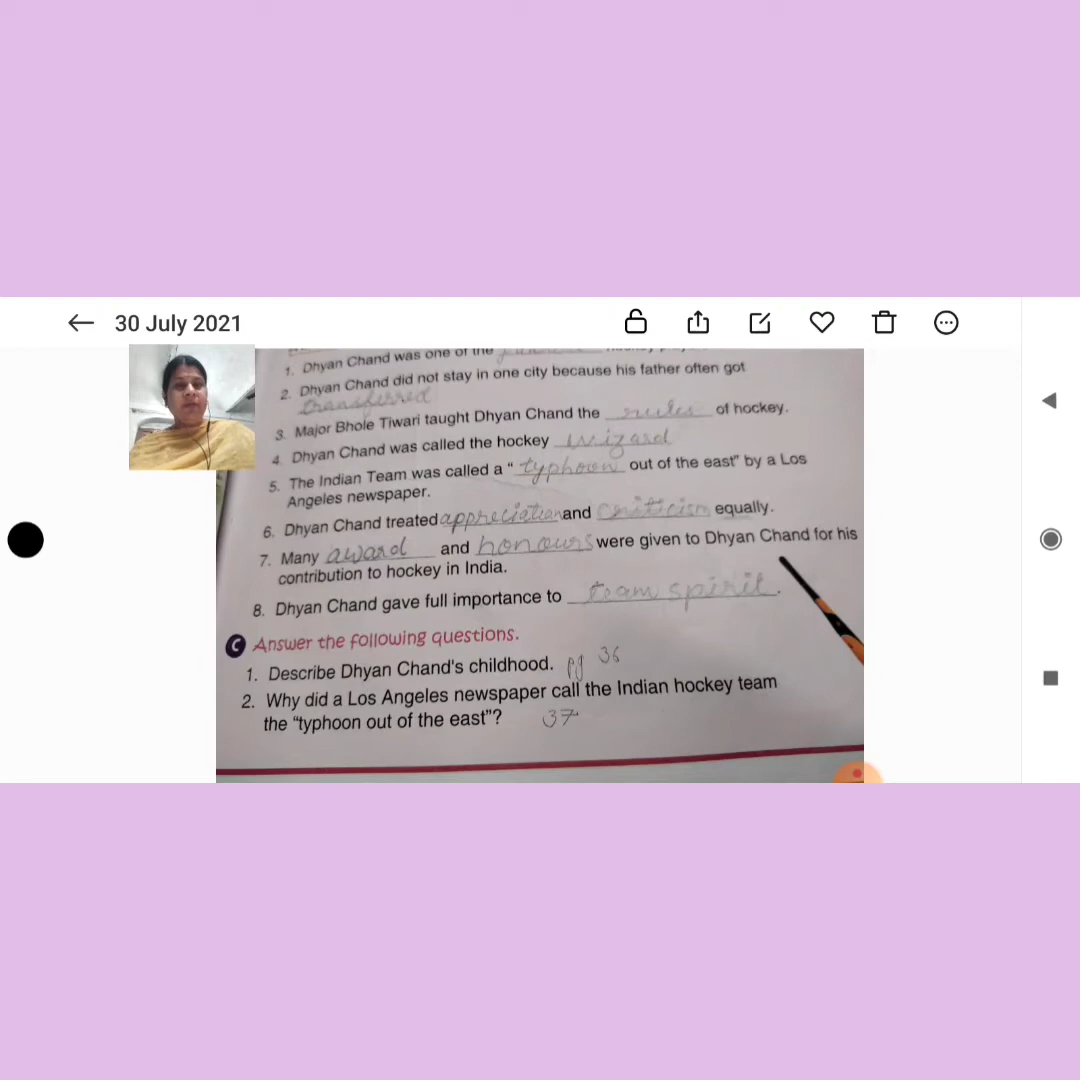 30 July 2021
1. Dhyan Chand was one of the
2. Dhyan Chand did not stay in one city because his father often got
transferred
3. Major Bhole Tiwari taught Dhyan Chand the rules of hockey.
4. Dhyan Chand was called the hockey wizard
5. The Indian Team was called a “typhoon out of the east” by a Los
Angeles newspaper.
6. Dhyan Chand treated appreciation and criticism equally.
7. Many award and honours were given to Dhyan Chand for his
contribution to hockey in India.
8. Dhyan Chand gave full importance to team spirit.
C Answer the following questions.
1. Describe Dhyan Chand's childhood. pg 36
2. Why did a Los Angeles newspaper call the Indian hockey team
the “typhoon out of the east”? 37